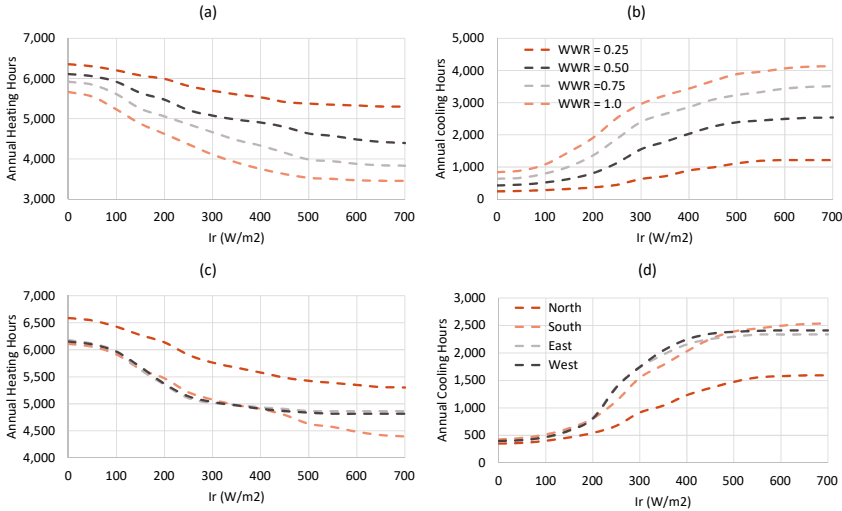 (a)
Annual Heating Hours
7,000
6,000
5,000
4,000
3,000
0 100 200 300 400 500 600 700
Ir (W/m2)
(b)
Annual cooling Hours
5,000
4,000
3,000
2,000
1,000
0
WWR = 0.25
WWR = 0.50
WWR =0.75
WWR = 1.0
0 100 200 300 400 500 600 700
Ir (W/m2)
(c)
Annual Heating Hours
7,000
6,500
6,000
5,500
5,000
4,500
4,000
0 100 200 300 400 500 600 700
Ir (W/m2)
(d)
Annual Cooling Hours
3,000
2,500
2,000
1,500
1,000
500
0
North
South
East
West
0 100 200 300 400 500 600 700
Ir (W/m2)